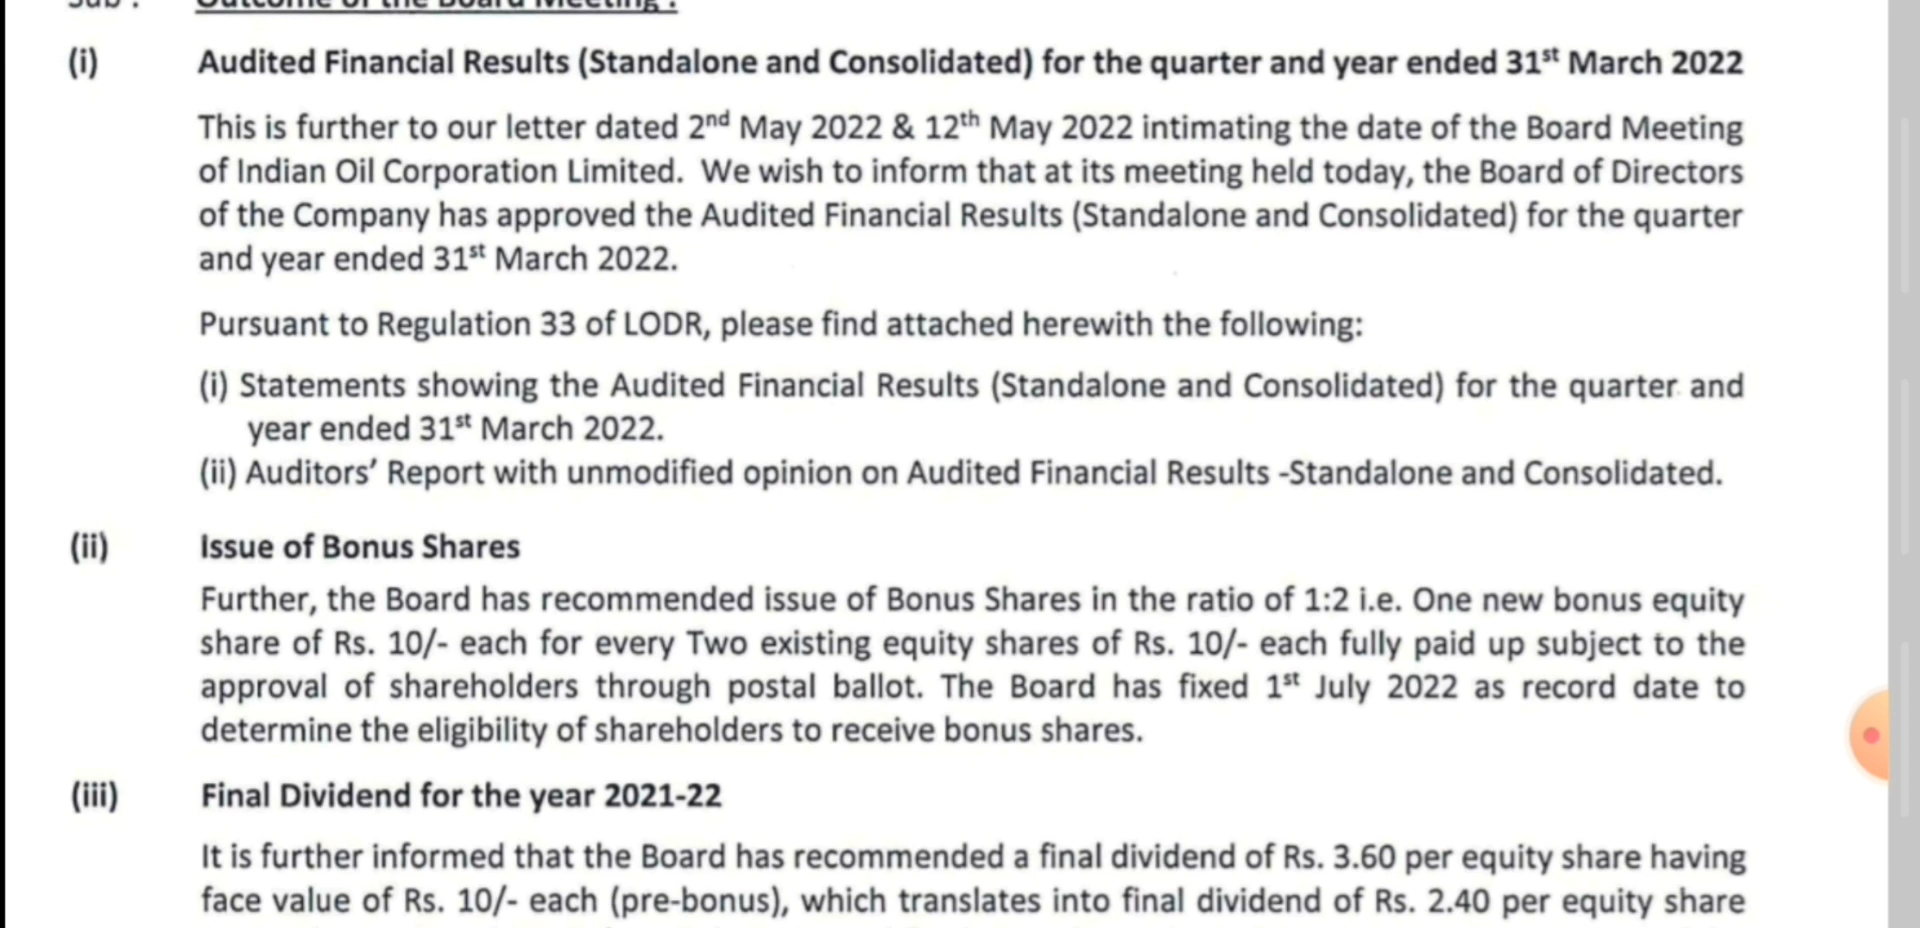 Sub : Outcome of the Board Meeting :
(i) Audited Financial Results (Standalone and Consolidated) for the quarter and year ended 31st March 2022
This is further to our letter dated 2nd May 2022 & 12th May 2022 intimating the date of the Board Meeting
of Indian Oil Corporation Limited. We wish to inform that at its meeting held today, the Board of Directors
of the Company has approved the Audited Financial Results (Standalone and Consolidated) for the quarter
and year ended 31st March 2022.
Pursuant to Regulation 33 of LODR, please find attached herewith the following:
(i) Statements showing the Audited Financial Results (Standalone and Consolidated) for the quarter and
year ended 31st March 2022.
(ii) Auditors’ Report with unmodified opinion on Audited Financial Results -Standalone and Consolidated.
(ii) Issue of Bonus Shares
Further, the Board has recommended issue of Bonus Shares in the ratio of 1:2 i.e. One new bonus equity
share of Rs. 10/- each for every Two existing equity shares of Rs. 10/- each fully paid up subject to the
approval of shareholders through postal ballot. The Board has fixed 1st July 2022 as record date to
determine the eligibility of shareholders to receive bonus shares.
(iii) Final Dividend for the year 2021-22
It is further informed that the Board has recommended a final dividend of Rs. 3.60 per equity share having
face value of Rs. 10/- each (pre-bonus), which translates into final dividend of Rs. 2.40 per equity share